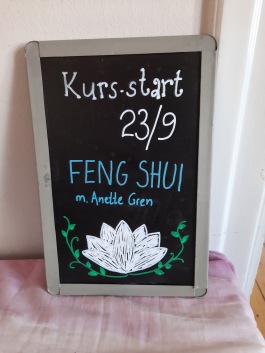 Kurs-start
23/9
FENG SHUI
m. Anette Gren